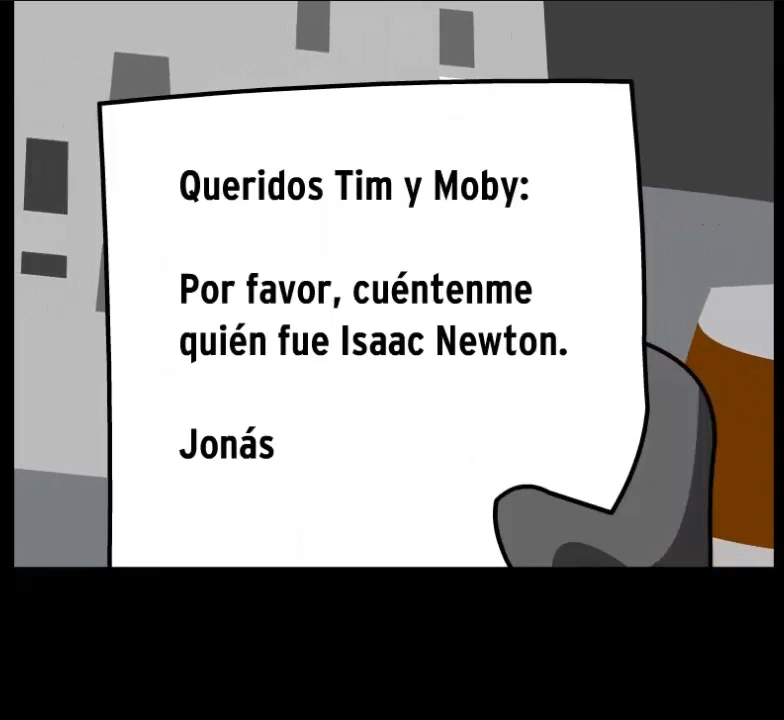 Queridos Tim y Moby:
Por favor, cuéntenme
quién fue Isaac Newton.
Jonás